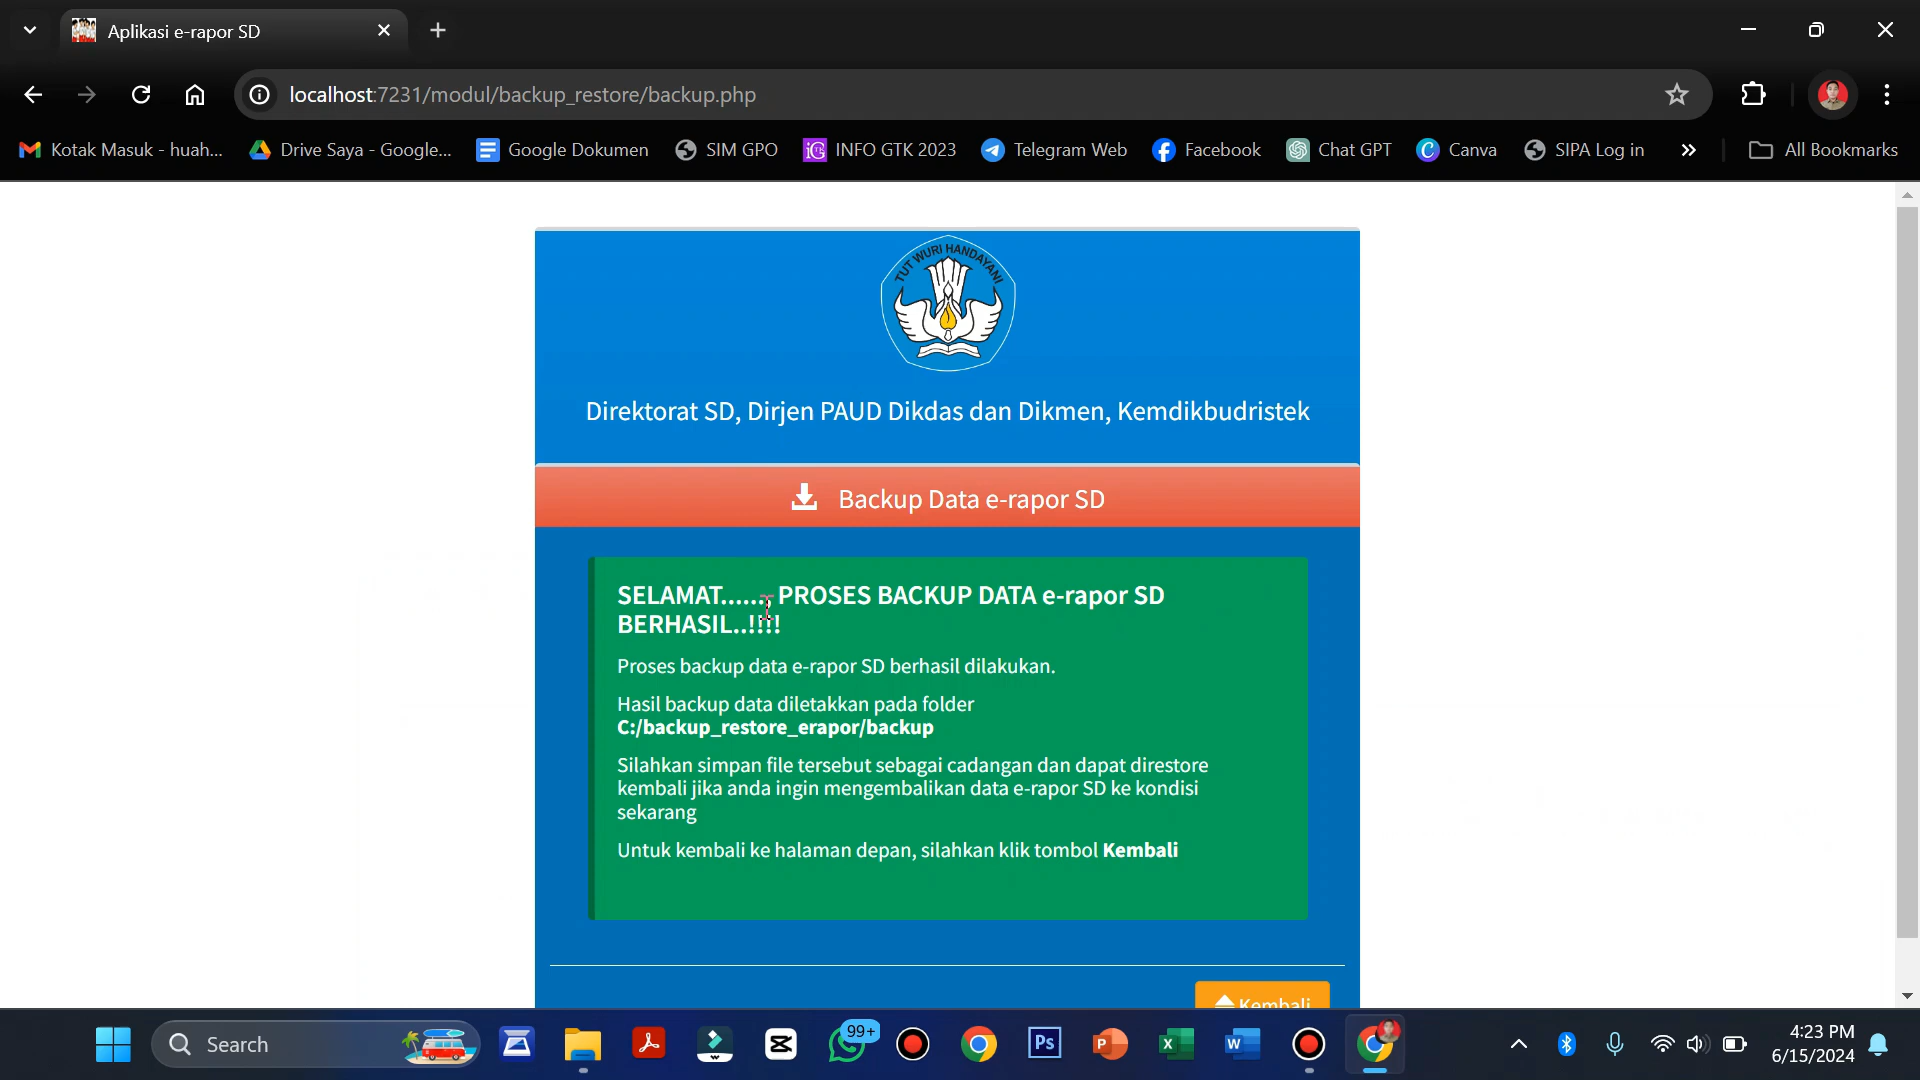 Aplikasi e-rapor SD
localhost:7231/modul/backup_restore/backup.php
Kotak Masuk - huah... Drive Saya - Google... Google Dokumen SIM GPO INFO GTK 2023 Telegram Web Facebook Chat GPT Canva SIPA Log in All Bookmarks
TUT WURI HANDAYANI
Direktorat SD, Dirjen PAUD Dikdas dan Dikmen, Kemdikbudristek
Backup Data e-rapor SD
SELAMAT......, PROSES BACKUP DATA e-rapor SD
BERHASIL..!!!!
Proses backup data e-rapor SD berhasil dilakukan.
Hasil backup data diletakkan pada folder
C:/backup_restore_erapor/backup
Silahkan simpan file tersebut sebagai cadangan dan dapat direstore
kembali jika anda ingin mengembalikan data e-rapor SD ke kondisi
sekarang
Untuk kembali ke halaman depan, silahkan klik tombol Kembali
Kembali
Search
99+
Ps
4:23 PM
6/15/2024